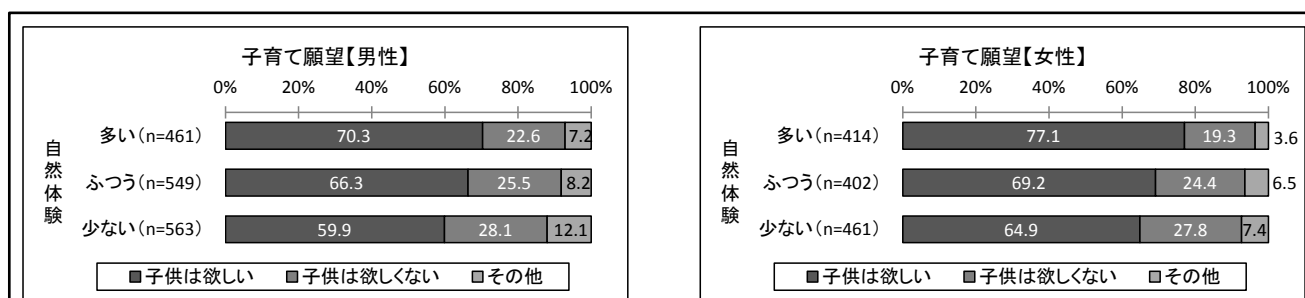 子育て願望【男性】
0% 20% 40% 60% 80% 100%
自然体験
多い(n=461) 70.3 22.6 7.2
ふつう(n=549) 66.3 25.5 8.2
少ない(n=563) 59.9 28.1 12.1
■子供は欲しい ■子供は欲しくない ■その他
子育て願望【女性】
0% 20% 40% 60% 80% 100%
自然体験
多い(n=414) 77.1 19.3 3.6
ふつう(n=402) 69.2 24.4 6.5
少ない(n=461) 64.9 27.8 7.4
■子供は欲しい ■子供は欲しくない ■その他